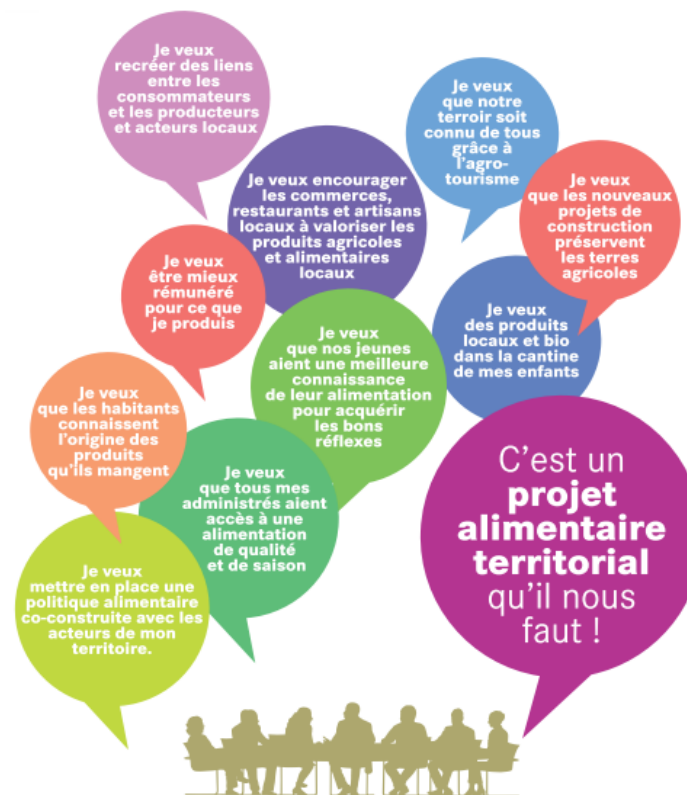 Je veux
recréer des liens
entre les
consommateurs
et les producteurs
et acteurs locaux
Je veux
que notre
terroir soit
connu de tous
grâce à
l'agro-
tourisme
Je veux encourager
les commerces,
restaurants et artisans
locaux à valoriser les
produits agricoles
et alimentaires
locaux
Je veux
que les nouveaux
projets de
construction
préservent
les terres
agricoles
Je veux
être mieux
rémunéré
pour ce que
je produis
Je veux
des produits
locaux et bio
dans la cantine
de mes enfants
Je veux
que nos jeunes
aient une meilleure
connaissance
de leur alimentation
pour acquérir
les bons
réflexes
Je veux
que les habitants
connaissent
l'origine des
produits
qu'ils mangent
Je veux
que tous mes
administrés aient
accès à une
alimentation
de qualité
et de saison
C'est un
projet
alimentaire
territorial
qu'il nous
faut !
Je veux
mettre en place une
politique alimentaire
co-construite avec les
acteurs de mon
territoire.